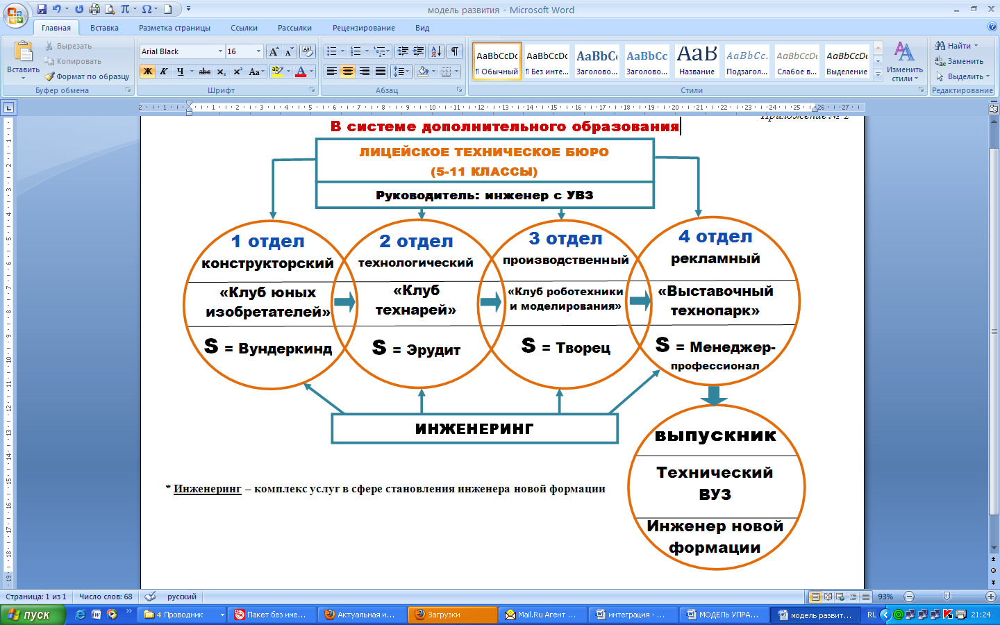 модель развития - Microsoft Word
Главная
Вставка
Разметка страницы
Ссылки
Рассылки
Рецензирование
Вид
Вставить
Вырезать
Копировать
Формат по образцу
Буфер обмена
Arial Black
16
Шрифт
Абзац
AaBbCcDc
AaBbCcDc
AaBbCc
AaBbCc
AaB
AaBbCc.
AaBbCcDc
AaBbCcDc
¶ Обычный
¶ Без инте...
Заголово...
Заголово...
Название
Подзагол...
Слабое в...
Выделение
Изменить
стили
Стили
Найти
Заменить
Выделить
Редактирование
Приложение № 2
В системе дополнительного образования
ЛИЦЕЙСКОЕ ТЕХНИЧЕСКОЕ БЮРО
(5-11 КЛАССЫ)
Руководитель: инженер с УВЗ
1 отдел
конструкторский
«Клуб юных
изобретателей»
S = Вундеркинд
2 отдел
технологический
«Клуб
технарей»
S = Эрудит
3 отдел
производственный
«Клуб роботехники
и моделирования»
S = Творец
4 отдел
рекламный
«Выставочный
технопарк»
S = Менеджер-
профессионал
ИНЖЕНЕРИНГ
выпускник
Технический
ВУЗ
Инженер новой
формации
* Инженеринг – комплекс услуг в сфере становления инженера новой формации
Страница: 1 из 1
Число слов: 68
русский
93%
пуск
4 Проводник
Пакет без име...
Актуальная и...
Загрузки
Mail.Ru Агент ...
интеграция - ...
МОДЕЛЬ УПРА...
модель развит...
RL
21:24